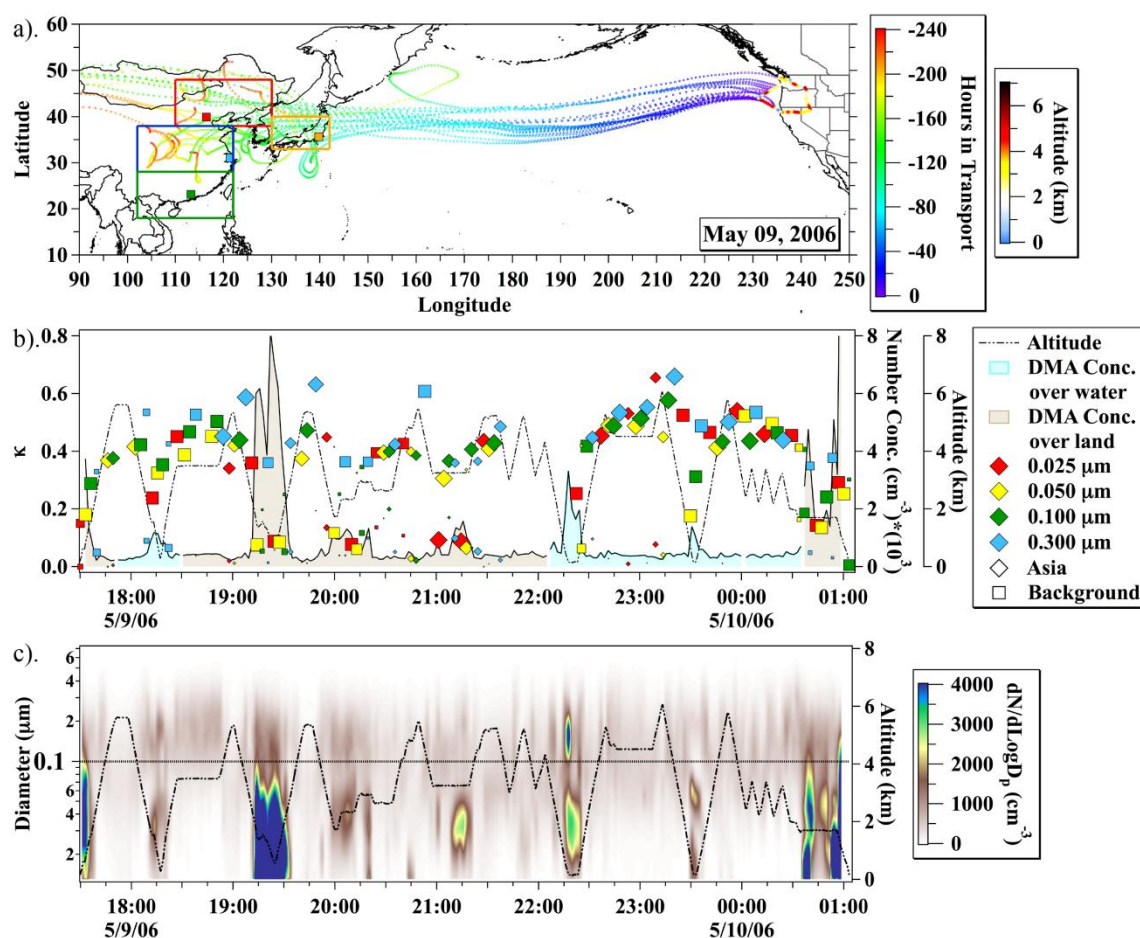 a).
60
50
40
30
20
10
Latitude
90 100 110 120 130 140 150 160 170 180 190 200 210 220 230 240 250
Longitude
May 09, 2006
-240
-200
-160
-120
-80
-40
0
Hours in Transport
6
4
2
0
Altitude (km)
b).
0.8
0.6
0.4
0.2
0.0
κ
8
6
4
2
0
Number Conc. (cm-3)*(103)
8
6
4
2
0
Altitude (km)
18:00 19:00 20:00 21:00 22:00 23:00 00:00 01:00
5/9/06 5/10/06
Altitude
DMA Conc.
over water
DMA Conc.
over land
0.025 μm
0.050 μm
0.100 μm
0.300 μm
Asia
Background
c).
6
4
2
0.1
6
4
2
Diameter (μm)
8
6
4
2
0
Altitude (km)
18:00 19:00 20:00 21:00 22:00 23:00 00:00 01:00
5/9/06 5/10/06
4000
3000
2000
1000
0
dN/dLogDp (cm-3)